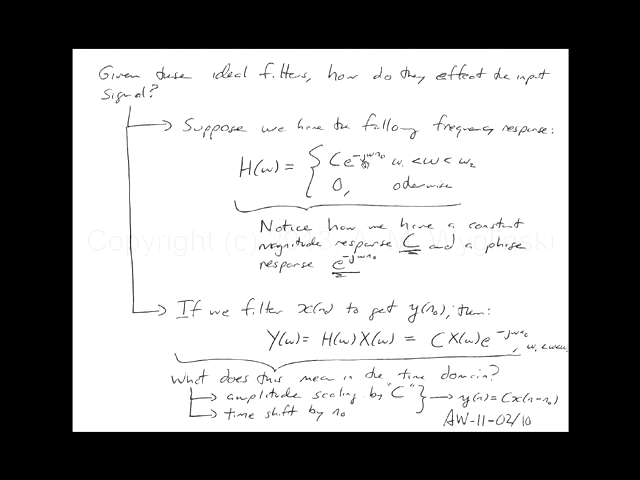 Given these ideal filters, how do they effect the input
signal?
Suppose we have the following frequency response:
H(ω) = { Ce^-jωn₀ ω₁ < ω < ω₂
0, otherwise
Notice how we have a constant
magnitude response C and a phase
response e^-jωn₀
If we filter x(n) to get y(n), then:
Y(ω) = H(ω)X(ω) = CX(ω)e^-jωn₀, ω₁<ω<ω₂
What does this mean in the time domain?
amplitude scaling by "C"
time shift by n₀
} → y(n) = Cx(n-n₀)
AW-11-02/10
Copyright (c)